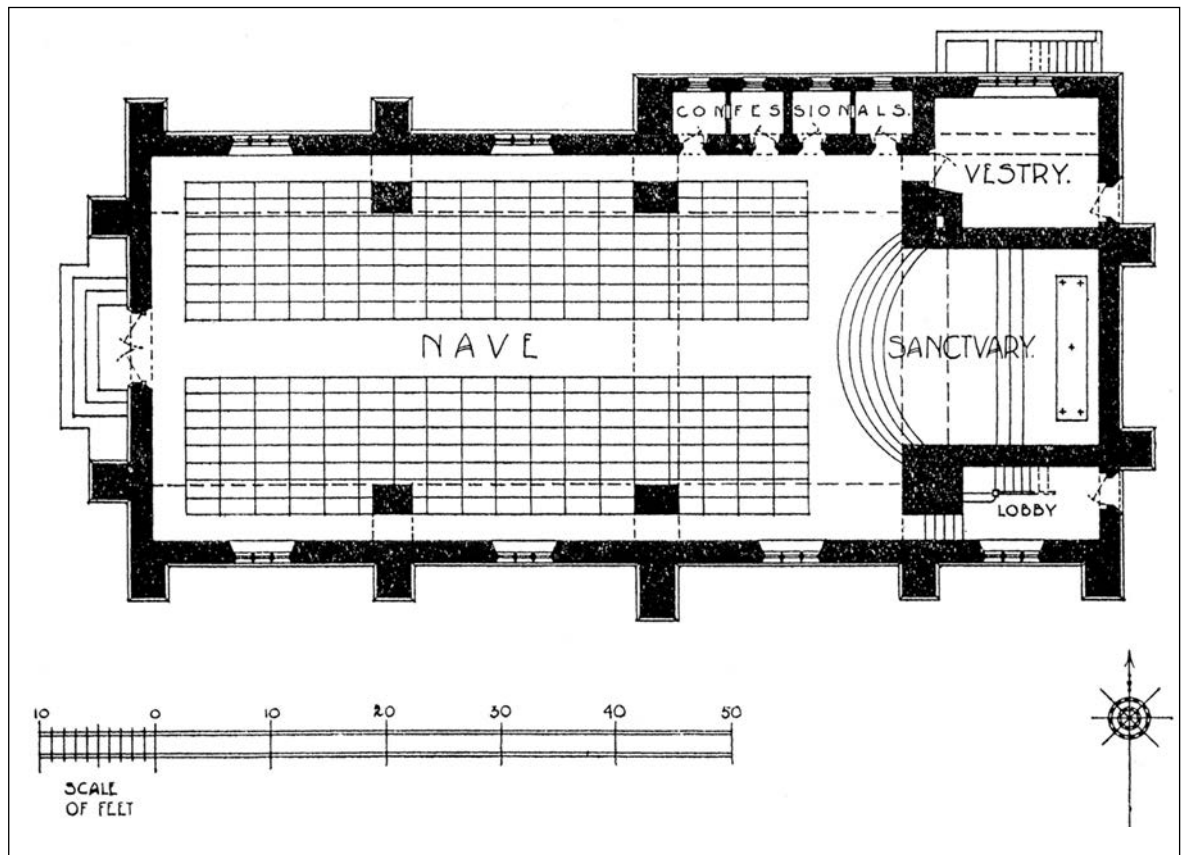 CONFESSIONALS.
VESTRY.
NAVE
SANCTVARY.
LOBBY
10 0 10 20 30 40 50
SCALE
OF FEET